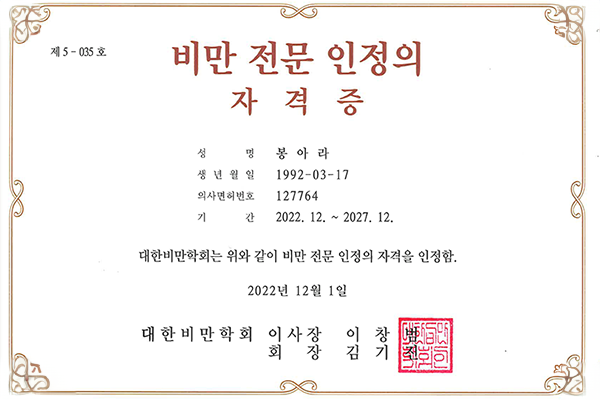 제 5 - 035 호
비만 전문 인정의
자 격 증
성 명 봉 아 라
생 년 월 일 1992-03-17
의사면허번호 127764
기 간 2022. 12. ~ 2027. 12.
대한비만학회는 위와 같이 비만 전문 인정의 자격을 인정함.
2022년 12월 1일
대한비만학회 이사장 이 창 범
회 장 김 기 진